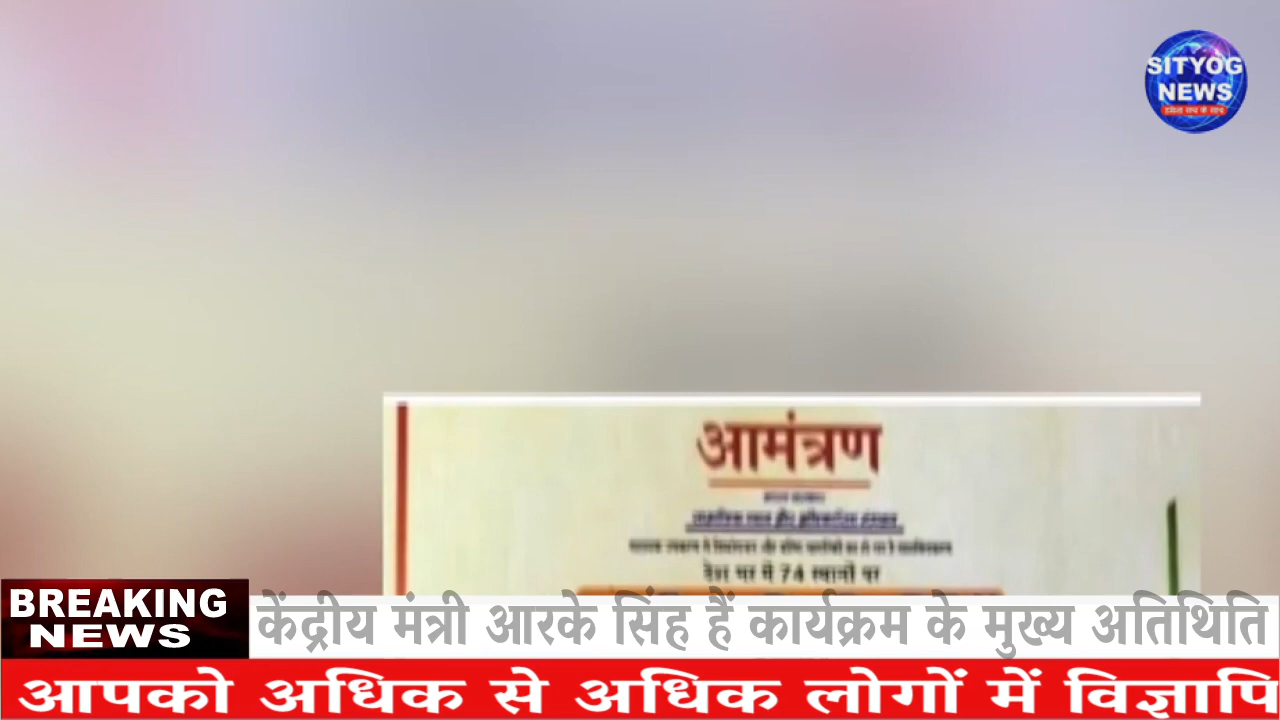 SITYOG
NEWS
आमंत्रण
देश भर में 74 स्थानों पर
BREAKING
NEWS
केंद्रीय मंत्री आरके सिंह हैं कार्यक्रम के मुख्य अतिथिति
आपको अधिक से अधिक लोगों में विज्ञापि